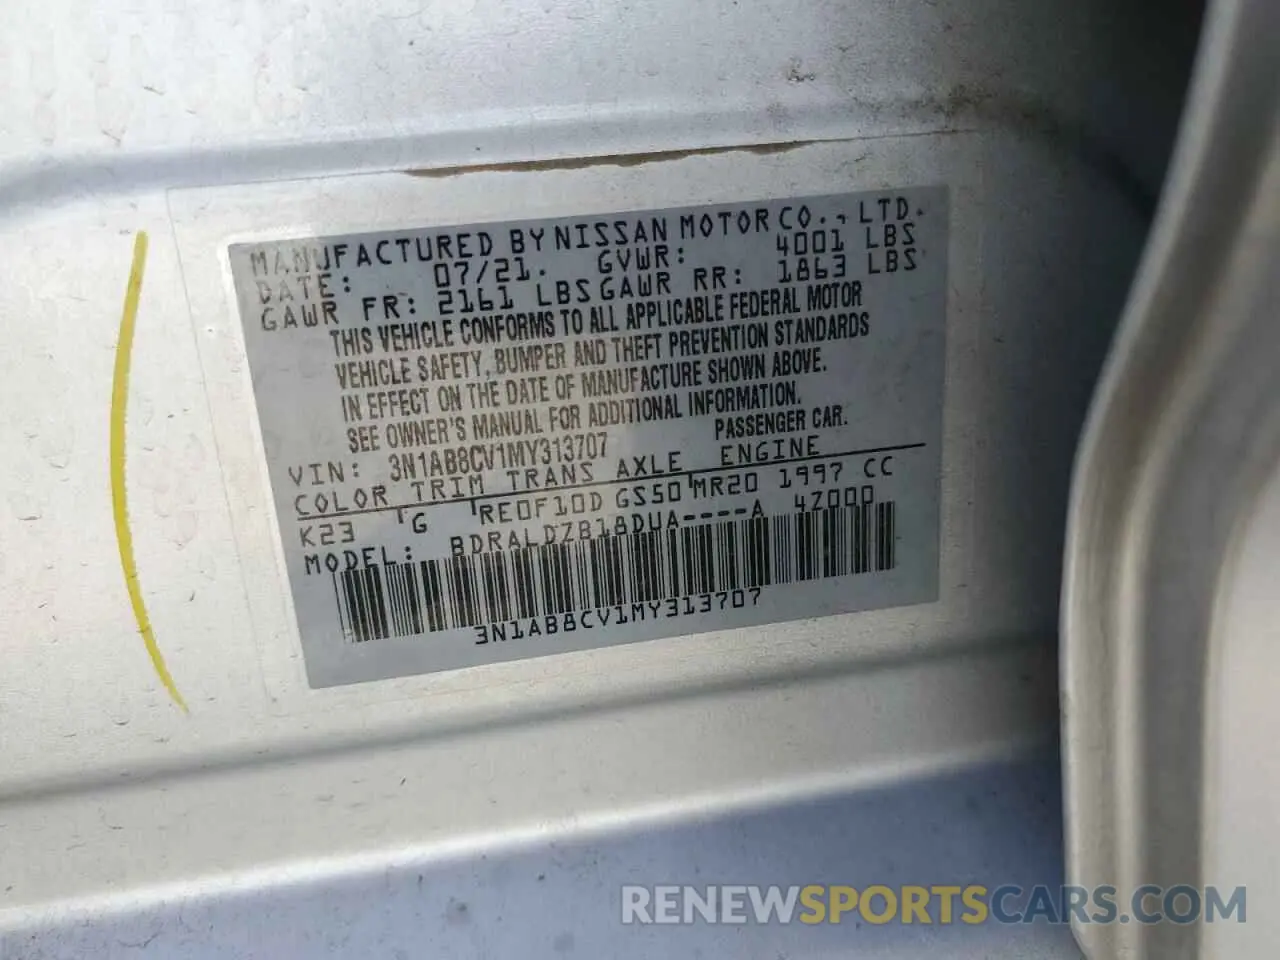 MANUFACTURED BY NISSAN MOTOR CO., LTD.
DATE: 07/21. GVWR: 4001 LBS
GAWR FR: 2161 LBS GAWR RR: 1863 LBS
THIS VEHICLE CONFORMS TO ALL APPLICABLE FEDERAL MOTOR
VEHICLE SAFETY, BUMPER AND THEFT PREVENTION STANDARDS
IN EFFECT ON THE DATE OF MANUFACTURE SHOWN ABOVE.
SEE OWNER'S MANUAL FOR ADDITIONAL INFORMATION.
VIN: 3N1AB8CV1MY313707 PASSENGER CAR.
COLOR TRIM TRANS AXLE ENGINE
K23 G RE0F10D GS50 MR20 1997 CC
MODEL: BDRALDZB18DUA----A 4Z000
3N1AB8CV1MY313707
RENEWSPORTSCARS.COM